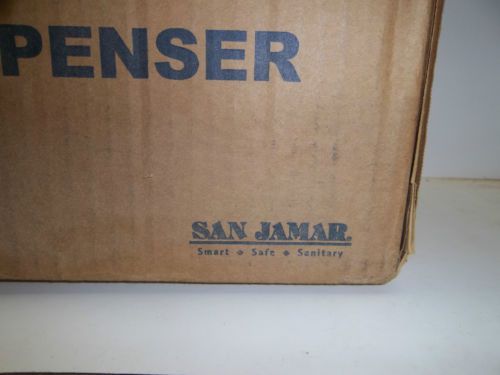 PENSER
SAN JAMAR.
Smart ◆ Safe ◆ Sanitary